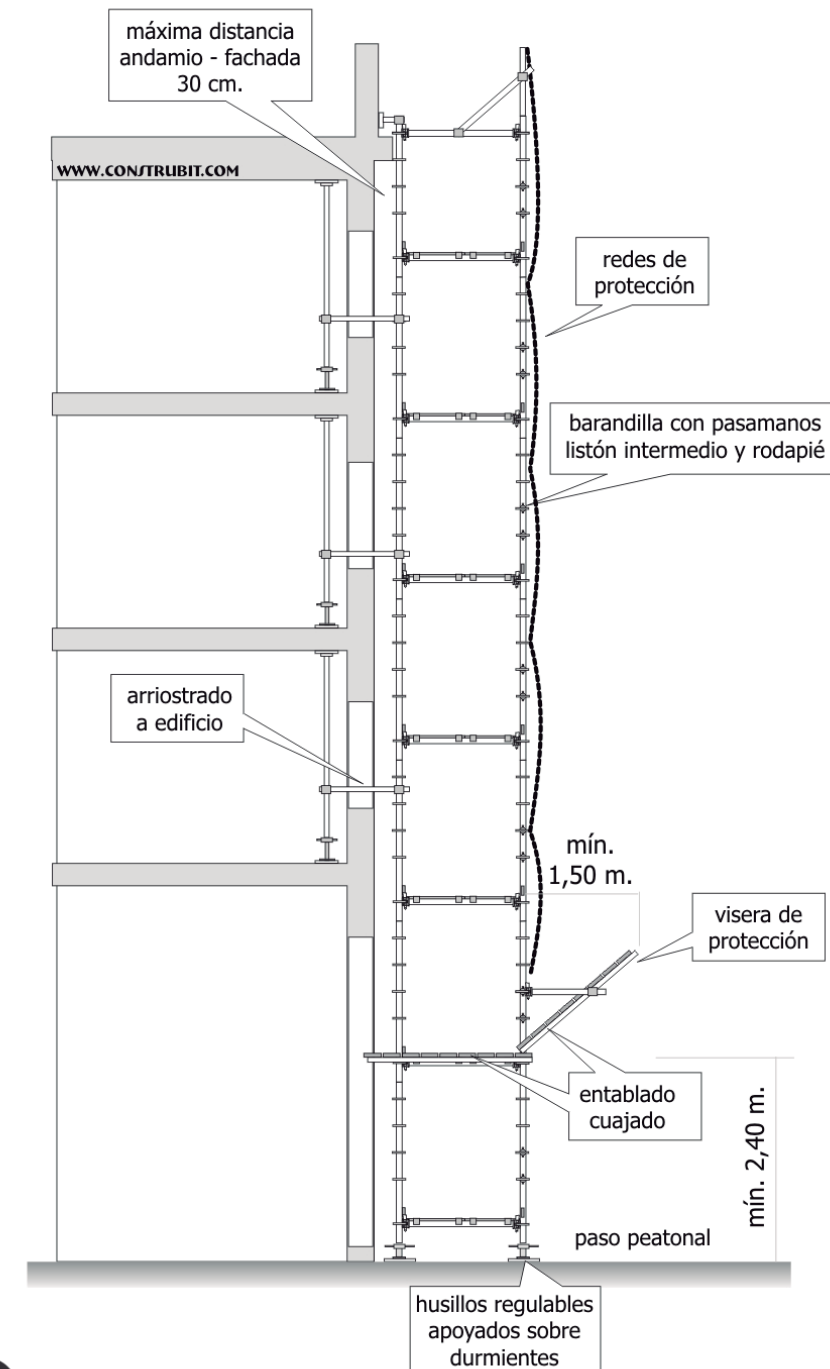 máxima distancia
andamio - fachada
30 cm.
WWW.CONSTRUBIT.COM
redes de
protección
barandilla con pasamanos
listón intermedio y rodapié
arriostrado
a edificio
mín.
1,50 m.
visera de
protección
entablado
cuajado
mín. 2,40 m.
paso peatonal
husillos regulables
apoyados sobre
durmientes